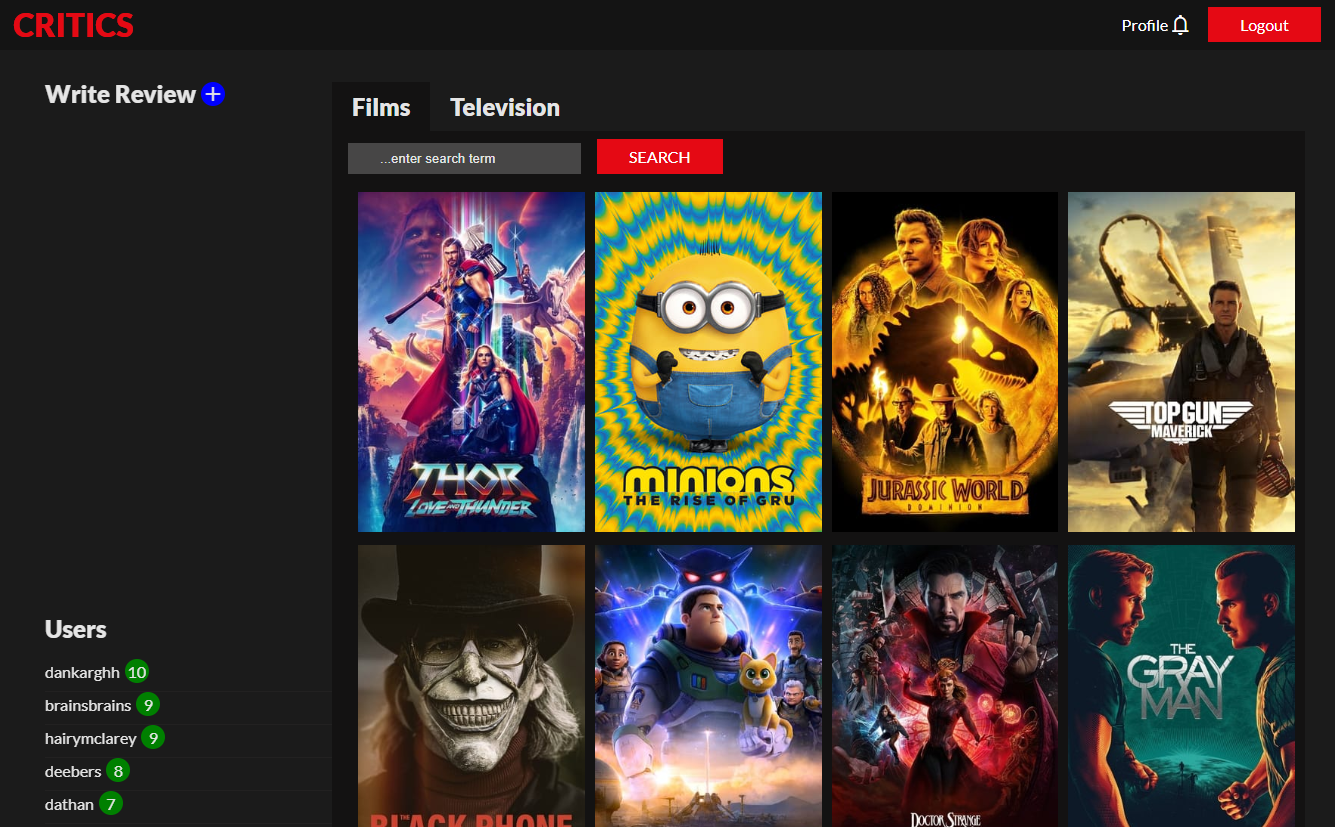 CRITICS
Profile
Logout
Write Review +
Films
Television
...enter search term
SEARCH
THOR
LOVE AND THUNDER
minions
THE RISE OF GRU
JURASSIC WORLD
DOMINION
TOP GUN
MAVERICK
THE
BLACK PHONE
DOCTOR STRANGE
THE
GRAY
MAN
Users
dankarghh 10
brainsbrains 9
hairymclarey 9
deebers 8
dathan 7